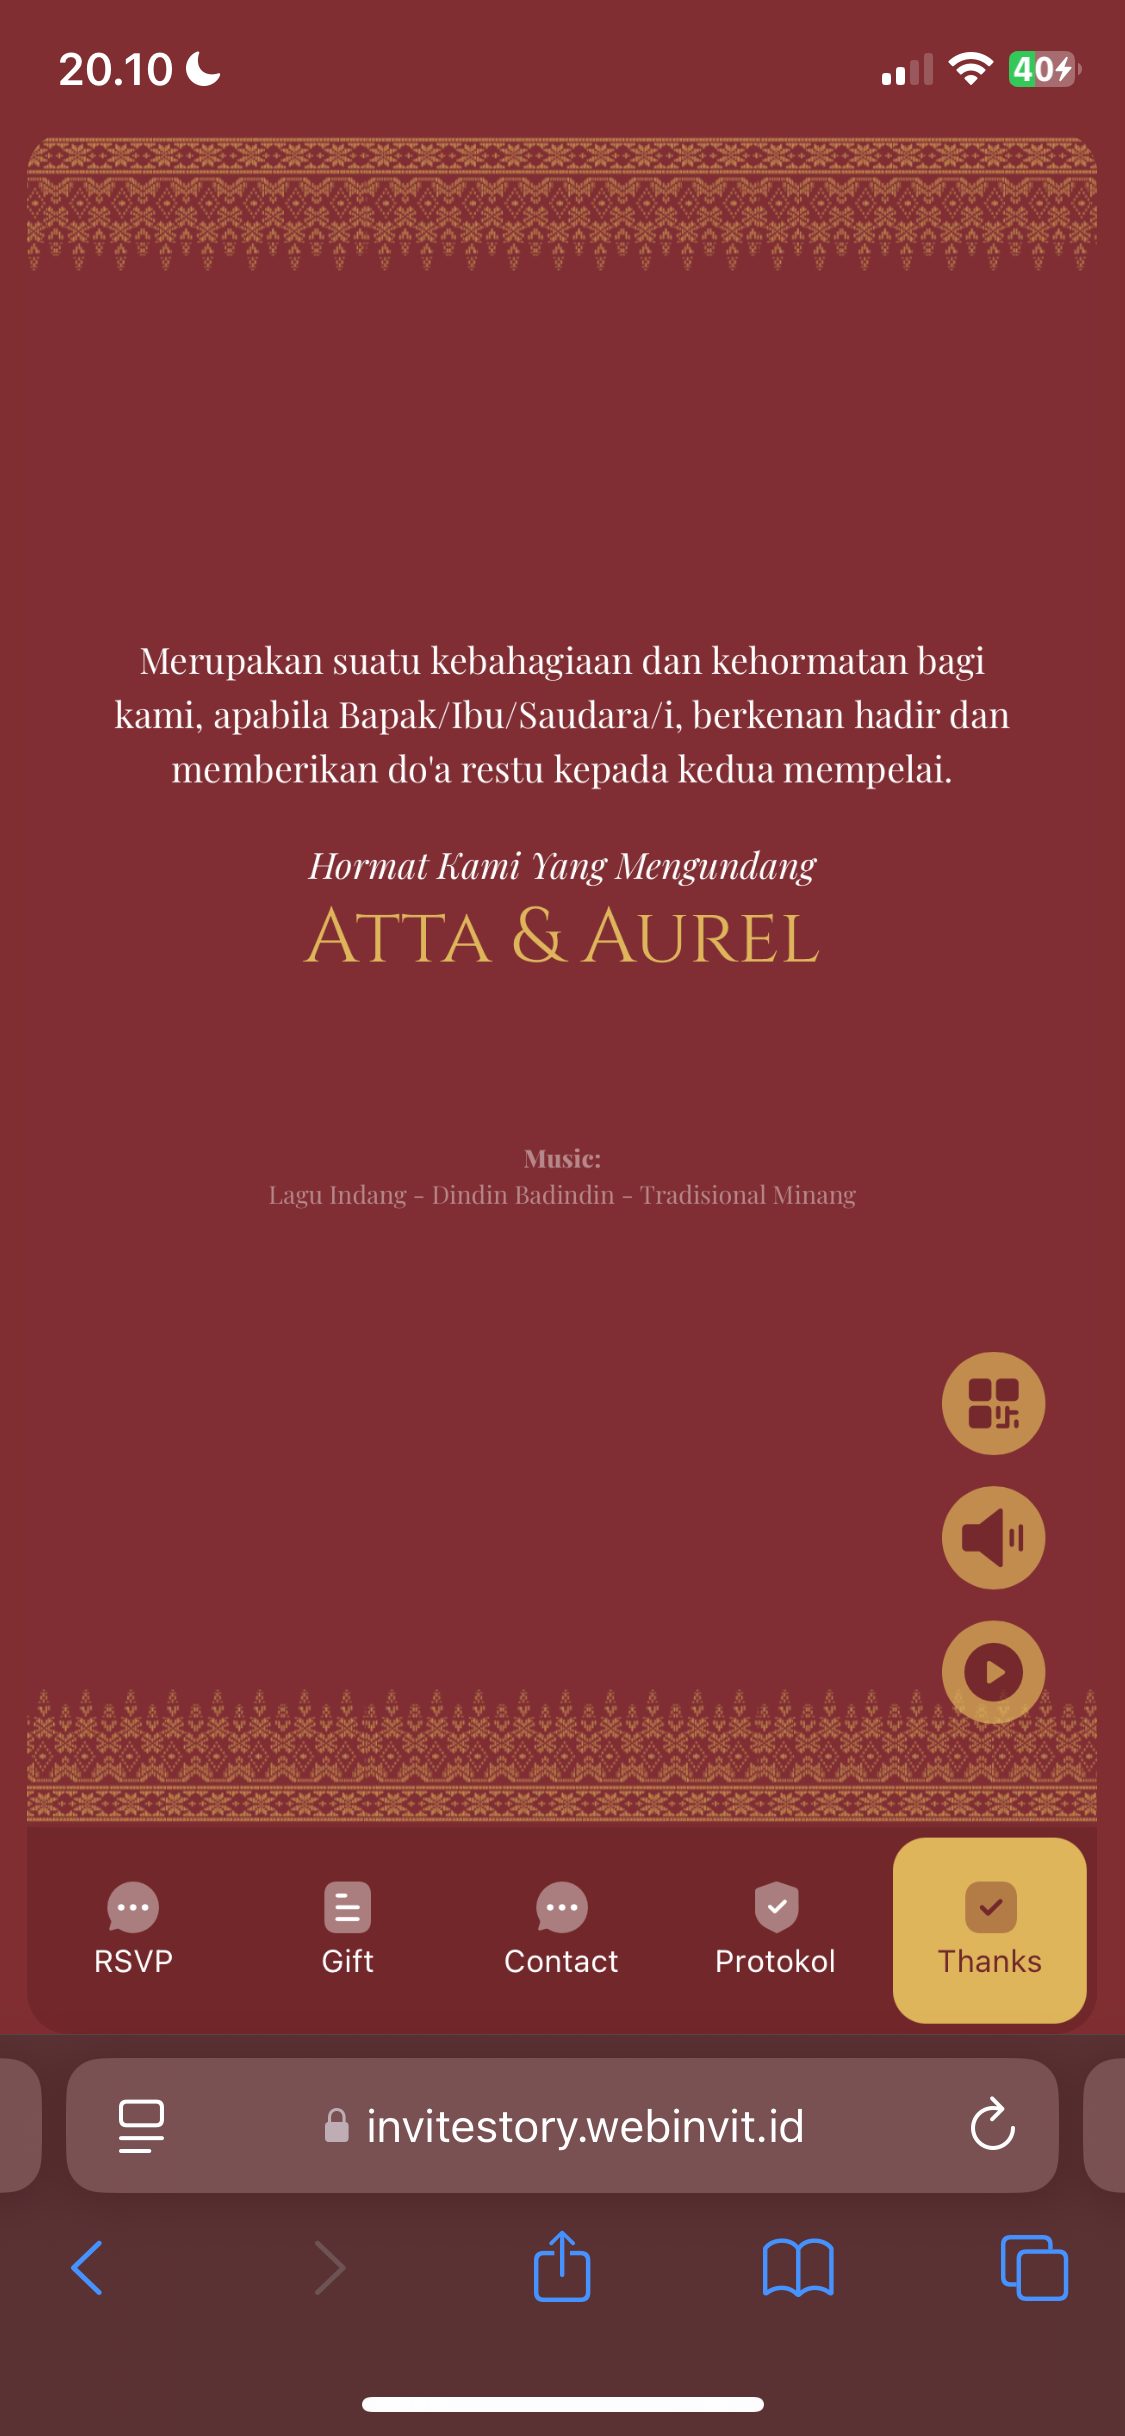 20.10
40
Merupakan suatu kebahagiaan dan kehormatan bagi
kami, apabila Bapak/Ibu/Saudara/i, berkenan hadir dan
memberikan do'a restu kepada kedua mempelai.
Hormat Kami Yang Mengundang
ATTA & AUREL
Music:
Lagu Indang - Dindin Badindin - Tradisional Minang
RSVP
Gift
Contact
Protokol
Thanks
invitestory.webinvit.id